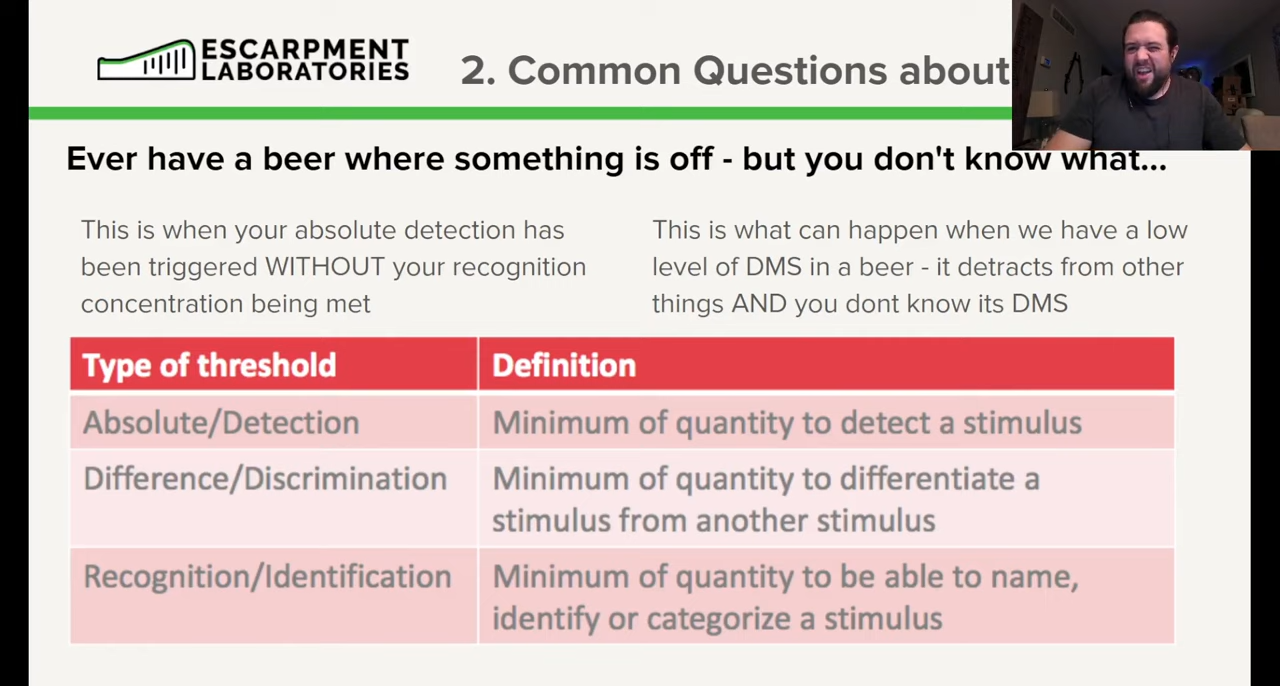 ESCARPMENT
LABORATORIES
2. Common Questions about
Ever have a beer where something is off - but you don't know what...
This is when your absolute detection has
been triggered WITHOUT your recognition
concentration being met
This is what can happen when we have a low
level of DMS in a beer - it detracts from other
things AND you dont know its DMS
Type of threshold
Definition
Absolute/Detection
Minimum of quantity to detect a stimulus
Difference/Discrimination
Minimum of quantity to differentiate a
stimulus from another stimulus
Recognition/Identification
Minimum of quantity to be able to name,
identify or categorize a stimulus